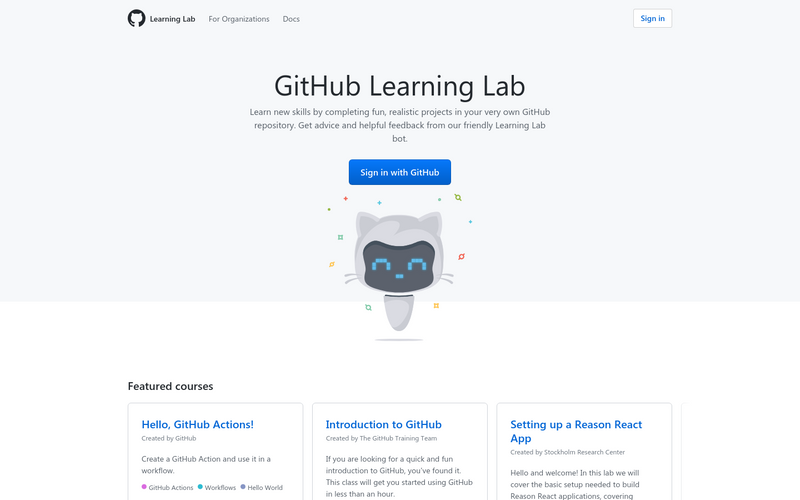 Learning Lab For Organizations Docs Sign in
GitHub Learning Lab
Learn new skills by completing fun, realistic projects in your very own GitHub
repository. Get advice and helpful feedback from our friendly Learning Lab
bot.
Sign in with GitHub
Featured courses
Hello, GitHub Actions!
Created by GitHub
Create a GitHub Action and use it in a
workflow.
GitHub Actions Workflows Hello World
Introduction to GitHub
Created by The GitHub Training Team
If you are looking for a quick and fun
introduction to GitHub, you've found it.
This class will get you started using GitHub
in less than an hour.
Setting up a Reason React
App
Created by Stockholm Research Center
Hello and welcome! In this lab we will
cover the basic setup needed to build
Reason React applications, covering